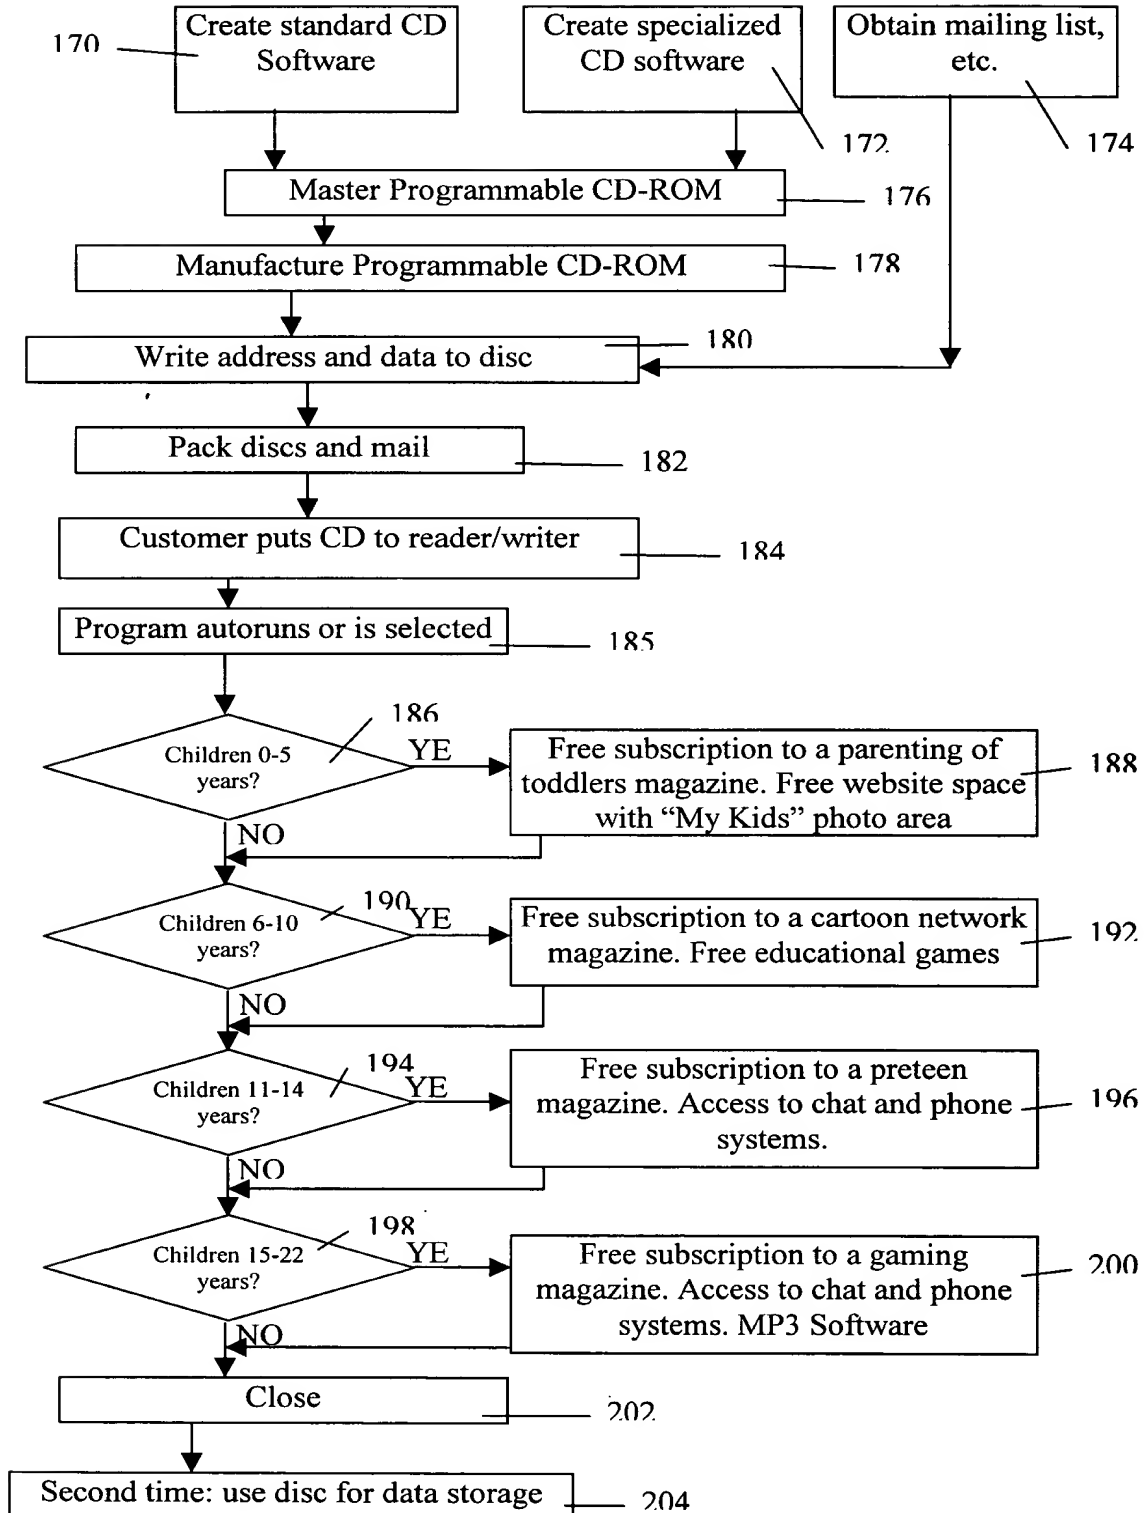 170
Create standard CD
Software
Create specialized
CD software
172
Obtain mailing list,
etc.
174
Master Programmable CD-ROM
176
Manufacture Programmable CD-ROM
178
Write address and data to disc
180
Pack discs and mail
182
Customer puts CD to reader/writer
184
Program autoruns or is selected
185
Children 0-5
years?
186
YE
NO
Free subscription to a parenting of
toddlers magazine. Free website space
with “My Kids” photo area
188
Children 6-10
years?
190
YE
NO
Free subscription to a cartoon network
magazine. Free educational games
192
Children 11-14
years?
194
YE
NO
Free subscription to a preteen
magazine. Access to chat and phone
systems.
196
Children 15-22
years?
198
YE
NO
Free subscription to a gaming
magazine. Access to chat and phone
systems. MP3 Software
200
Close
202
Second time: use disc for data storage
204